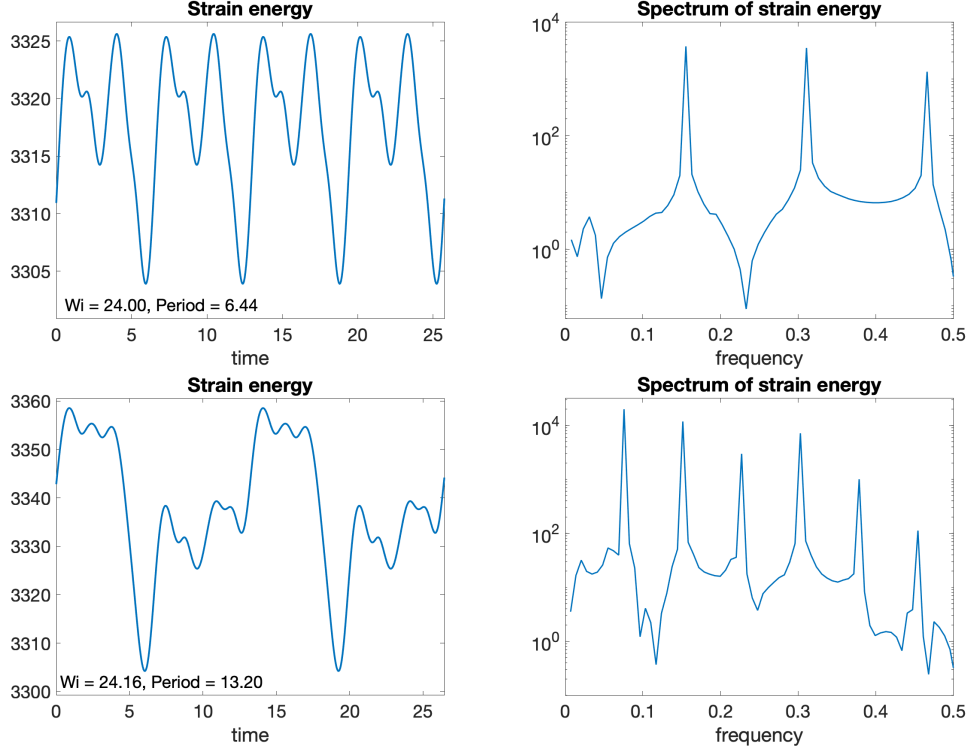 Strain energy
3325
3320
3315
3310
3305
Wi = 24.00, Period = 6.44
0 5 10 15 20 25
time
Spectrum of strain energy
10^4
10^2
10^0
0 0.1 0.2 0.3 0.4 0.5
frequency
Strain energy
3360
3350
3340
3330
3320
3310
3300
Wi = 24.16, Period = 13.20
0 5 10 15 20 25
time
Spectrum of strain energy
10^4
10^2
10^0
0 0.1 0.2 0.3 0.4 0.5
frequency